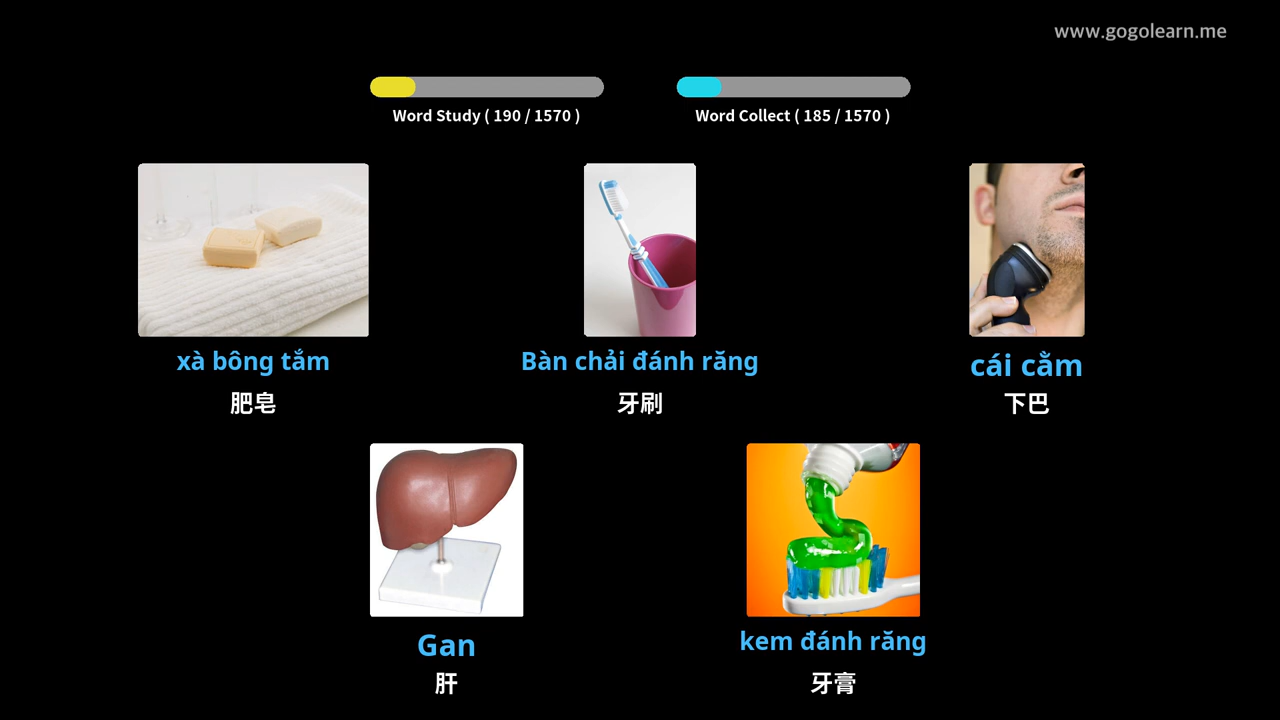 www.gogolearn.me
Word Study ( 190 / 1570 )
Word Collect ( 185 / 1570 )
xà bông tắm
肥皂
Bàn chải đánh răng
牙刷
cái cằm
下巴
Gan
肝
kem đánh răng
牙膏